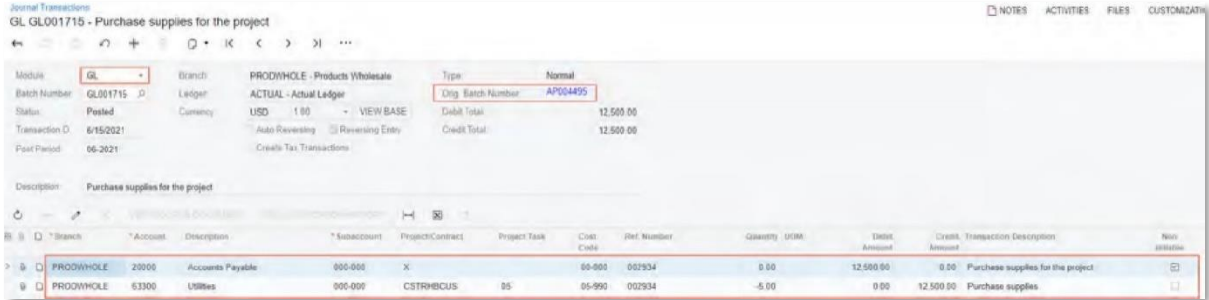 Journal Transactions
GL GL001715 - Purchase supplies for the project
NOTES ACTIVITIES FILES CUSTOMIZATI
Module GL Branch: PRODWHOLE - Products Wholesale Type: Normal
Batch Number GL001715 Ledger: ACTUAL - Actual Ledger Orig. Batch Number: AP004495
Status: Posted Currency: USD 1.00 VIEW BASE Debit Total: 12,500.00
Transaction D 6/15/2021 Auto Reversing Reversing Entry Credit Total: 12,500.00
Post Period: 06-2021 Create Tax Transactions
Description: Purchase supplies for the project
*Branch *Account Description *Subaccount Project/Contract Project Task Cost Code Ref. Number Quantity UOM Debit Amount Credit Amount Transaction Description Non Billable
PRODWHOLE 20000 Accounts Payable 000-000 X 00-000 002934 0.00 12,500.00 0.00 Purchase supplies for the project
PRODWHOLE 63300 Utilities 000-000 CSTRHBCUS 05 05-990 002934 -5.00 0.00 12,500.00 Purchase supplies